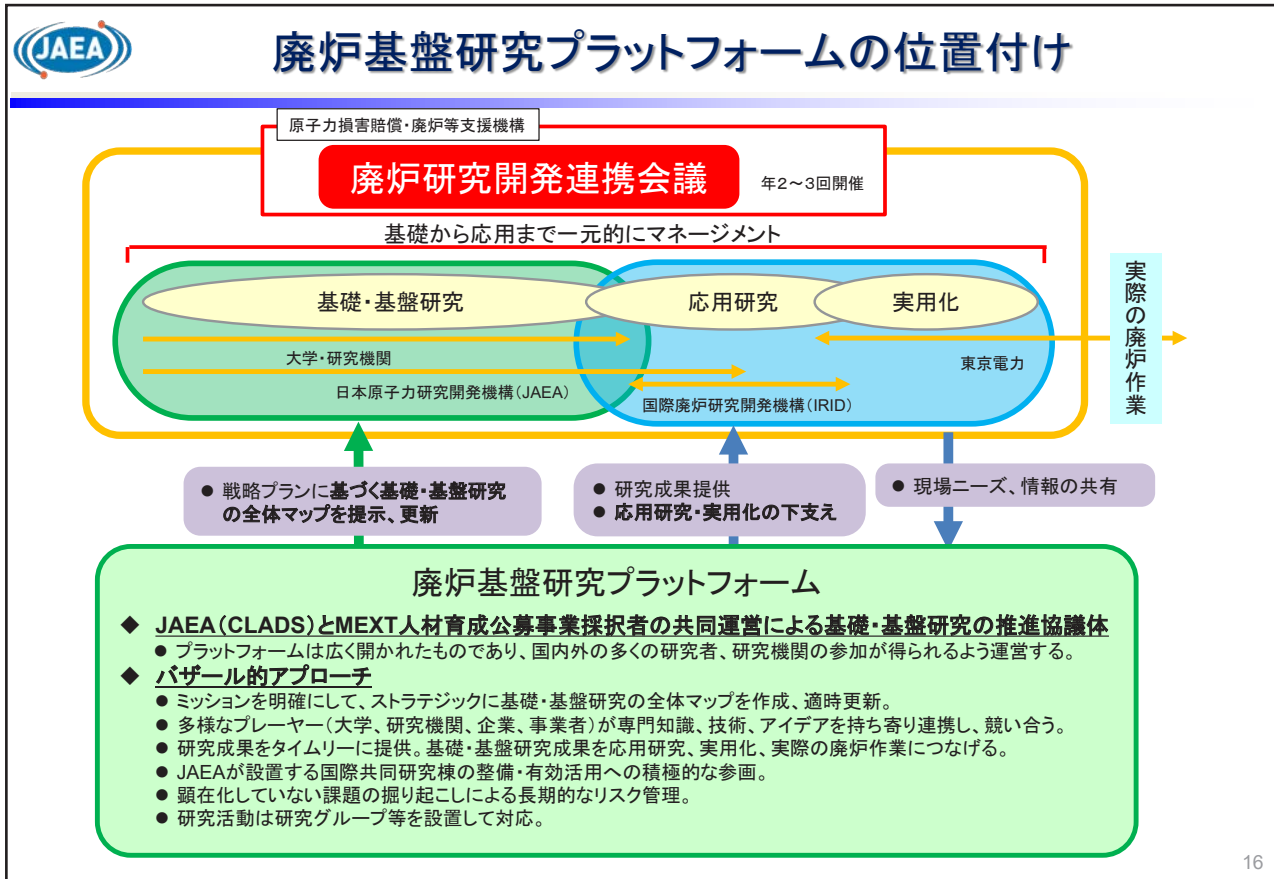 JAEA
廃炉基盤研究プラットフォームの位置付け
原子力損害賠償・廃炉等支援機構
廃炉研究開発連携会議
年2～3回開催
基礎から応用まで一元的にマネージメント
基礎・基盤研究
応用研究
実用化
実際の廃炉作業
大学・研究機関
東京電力
日本原子力研究開発機構(JAEA)
国際廃炉研究開発機構(IRID)
● 戦略プランに基づく基礎・基盤研究
の全体マップを提示、更新
● 研究成果提供
● 応用研究・実用化の下支え
● 現場ニーズ、情報の共有
廃炉基盤研究プラットフォーム
◆ JAEA(CLADS)とMEXT人材育成公募事業採択者の共同運営による基礎・基盤研究の推進協議体
● プラットフォームは広く開かれたものであり、国内外の多くの研究者、研究機関の参加が得られるよう運営する。
◆ バザール的アプローチ
● ミッションを明確にして、ストラテジックに基礎・基盤研究の全体マップを作成、適時更新。
● 多様なプレーヤー(大学、研究機関、企業、事業者)が専門知識、技術、アイデアを持ち寄り連携し、競い合う。
● 研究成果をタイムリーに提供。基礎・基盤研究成果を応用研究、実用化、実際の廃炉作業につなげる。
● JAEAが設置する国際共同研究棟の整備・有効活用への積極的な参画。
● 顕在化していない課題の掘り起こしによる長期的なリスク管理。
● 研究活動は研究グループ等を設置して対応。
16